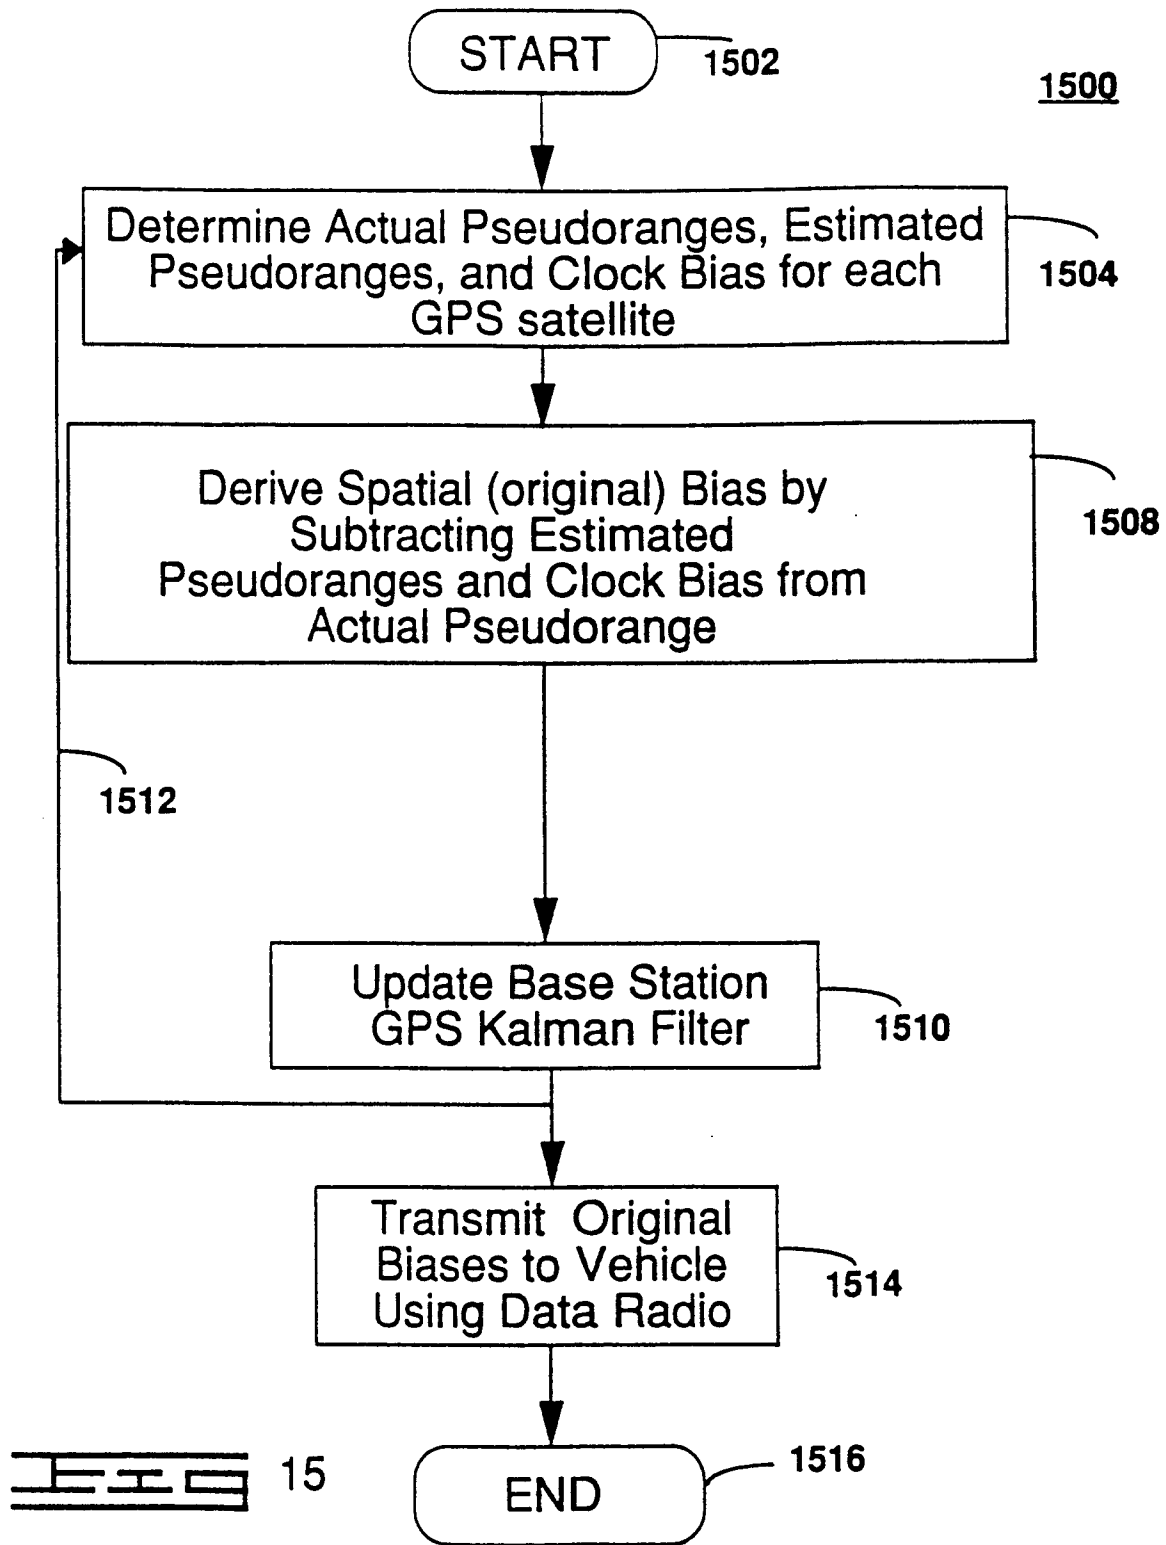 START
1502
1500
Determine Actual Pseudoranges, Estimated
Pseudoranges, and Clock Bias for each
GPS satellite
1504
Derive Spatial (original) Bias by
Subtracting Estimated
Pseudoranges and Clock Bias from
Actual Pseudorange
1508
1512
Update Base Station
GPS Kalman Filter
1510
Transmit Original
Biases to Vehicle
Using Data Radio
1514
END
1516
FIG 15